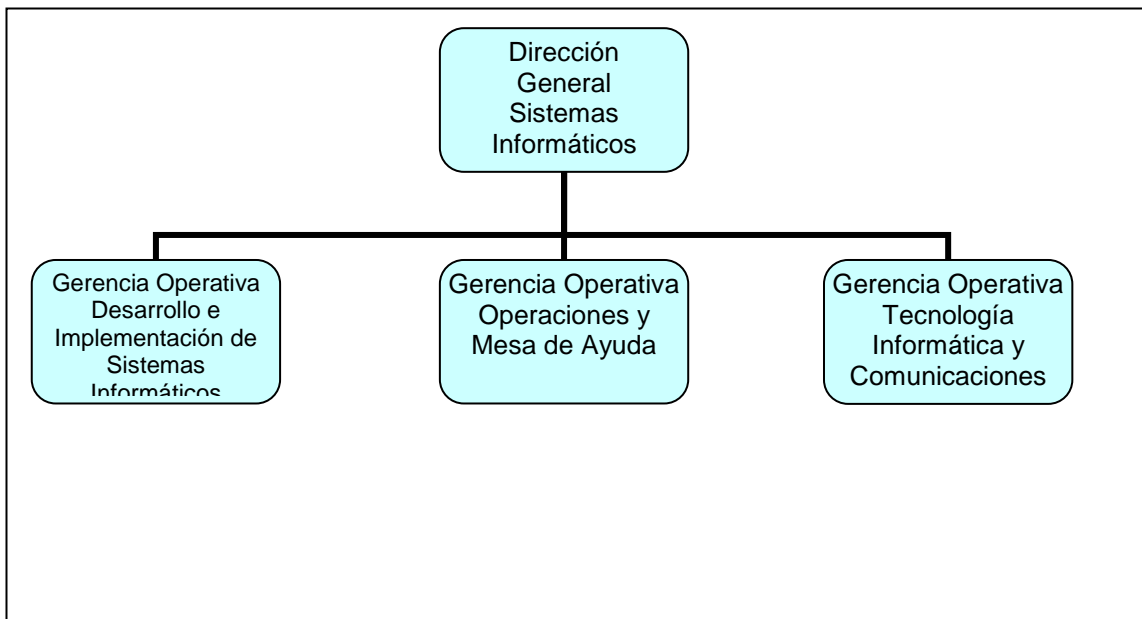 Dirección
General
Sistemas
Informáticos
Gerencia Operativa
Desarrollo e
Implementación de
Sistemas
Informáticos
Gerencia Operativa
Operaciones y
Mesa de Ayuda
Gerencia Operativa
Tecnología
Informática y
Comunicaciones